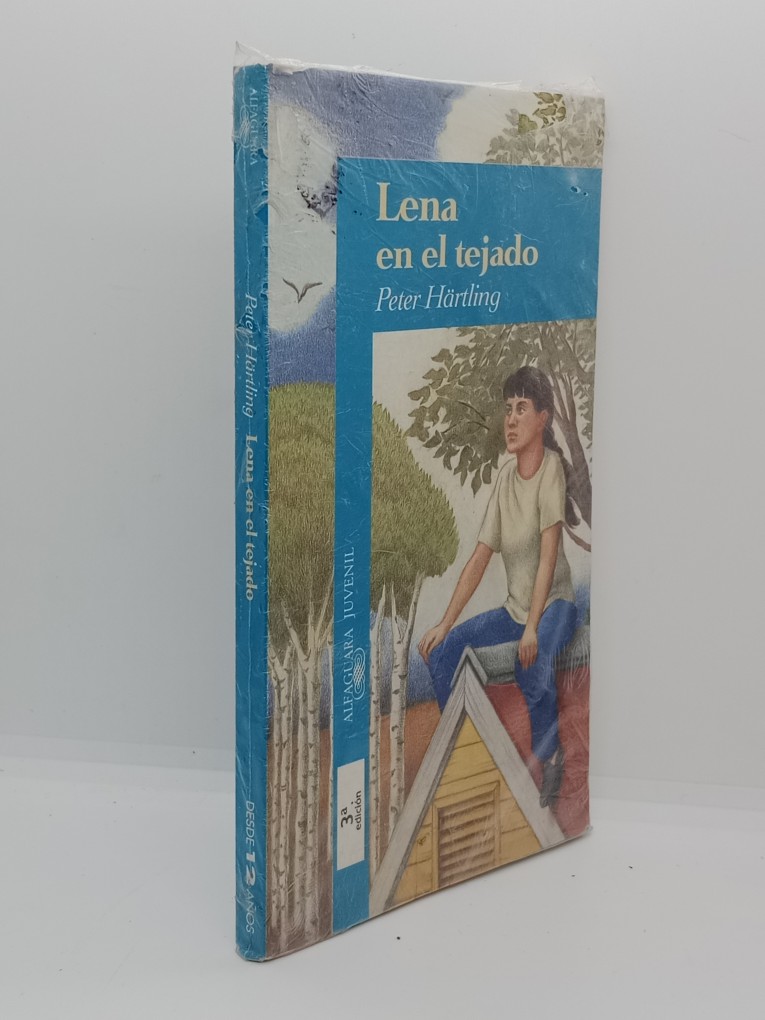 Lena
en el tejado
Peter Härtling
ALFAGUARA JUVENIL
3ª
edición
ALFAGUARA
Peter Härtling Lena en el tejado
DESDE 12 AÑOS